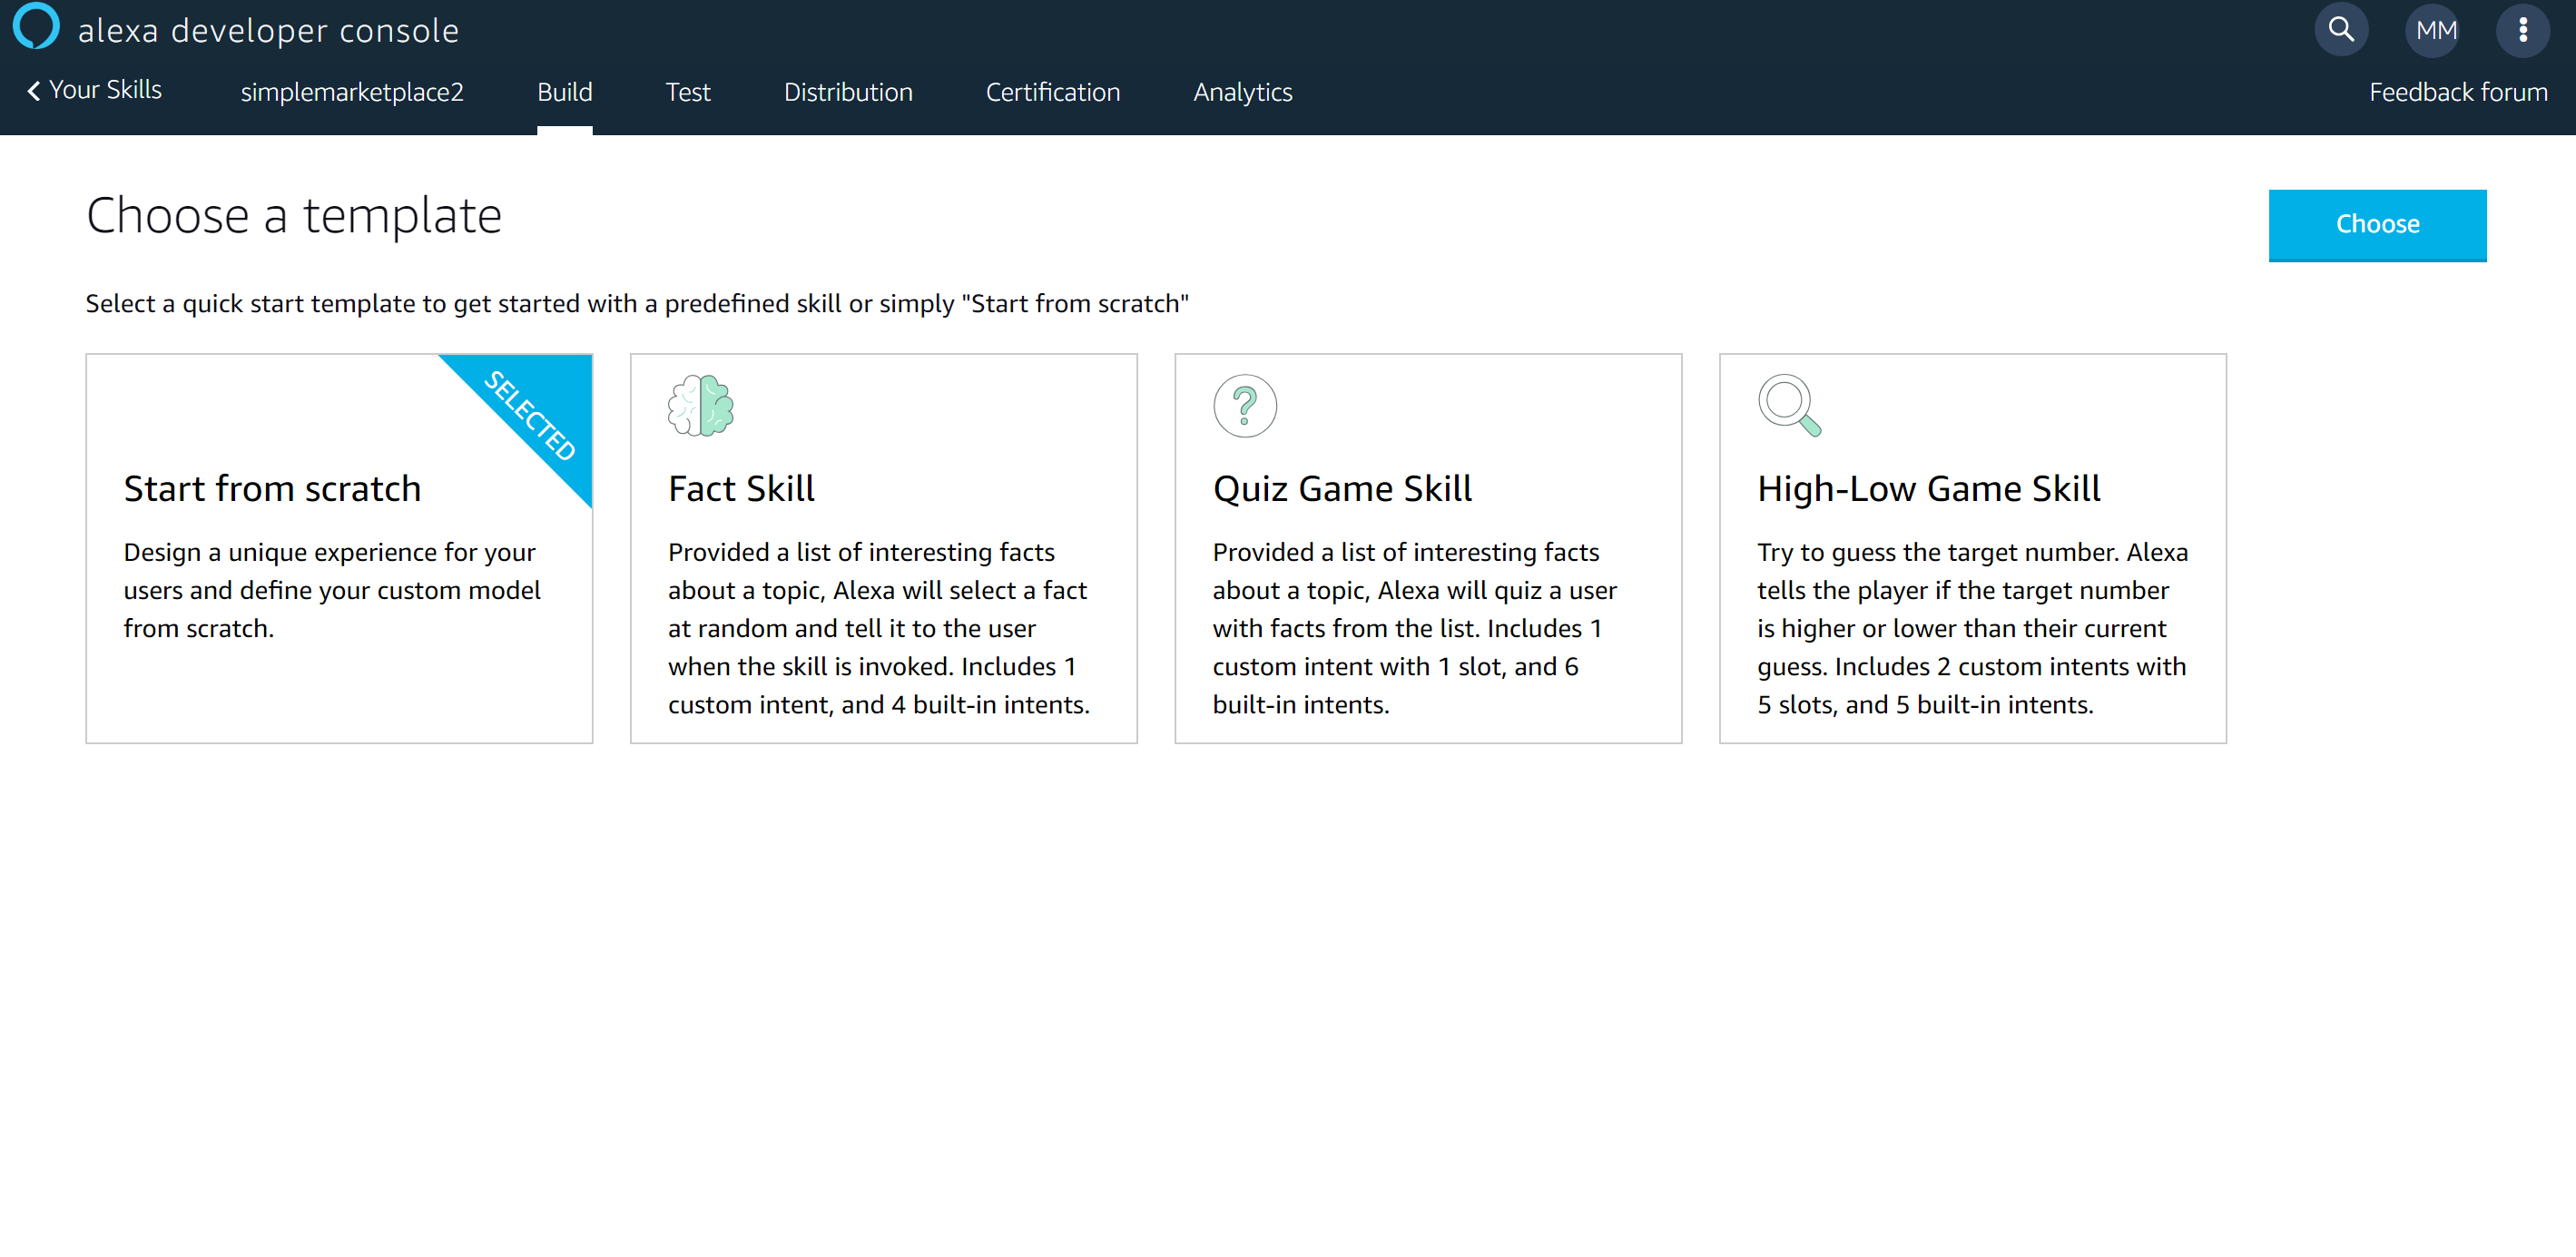 alexa developer console
MM
Your Skills simplemarketplace2 Build Test Distribution Certification Analytics Feedback forum
Choose a template
Choose
Select a quick start template to get started with a predefined skill or simply "Start from scratch"
SELECTED
Start from scratch
Design a unique experience for your
users and define your custom model
from scratch.
Fact Skill
Provided a list of interesting facts
about a topic, Alexa will select a fact
at random and tell it to the user
when the skill is invoked. Includes 1
custom intent, and 4 built-in intents.
?
Quiz Game Skill
Provided a list of interesting facts
about a topic, Alexa will quiz a user
with facts from the list. Includes 1
custom intent with 1 slot, and 6
built-in intents.
High-Low Game Skill
Try to guess the target number. Alexa
tells the player if the target number
is higher or lower than their current
guess. Includes 2 custom intents with
5 slots, and 5 built-in intents.